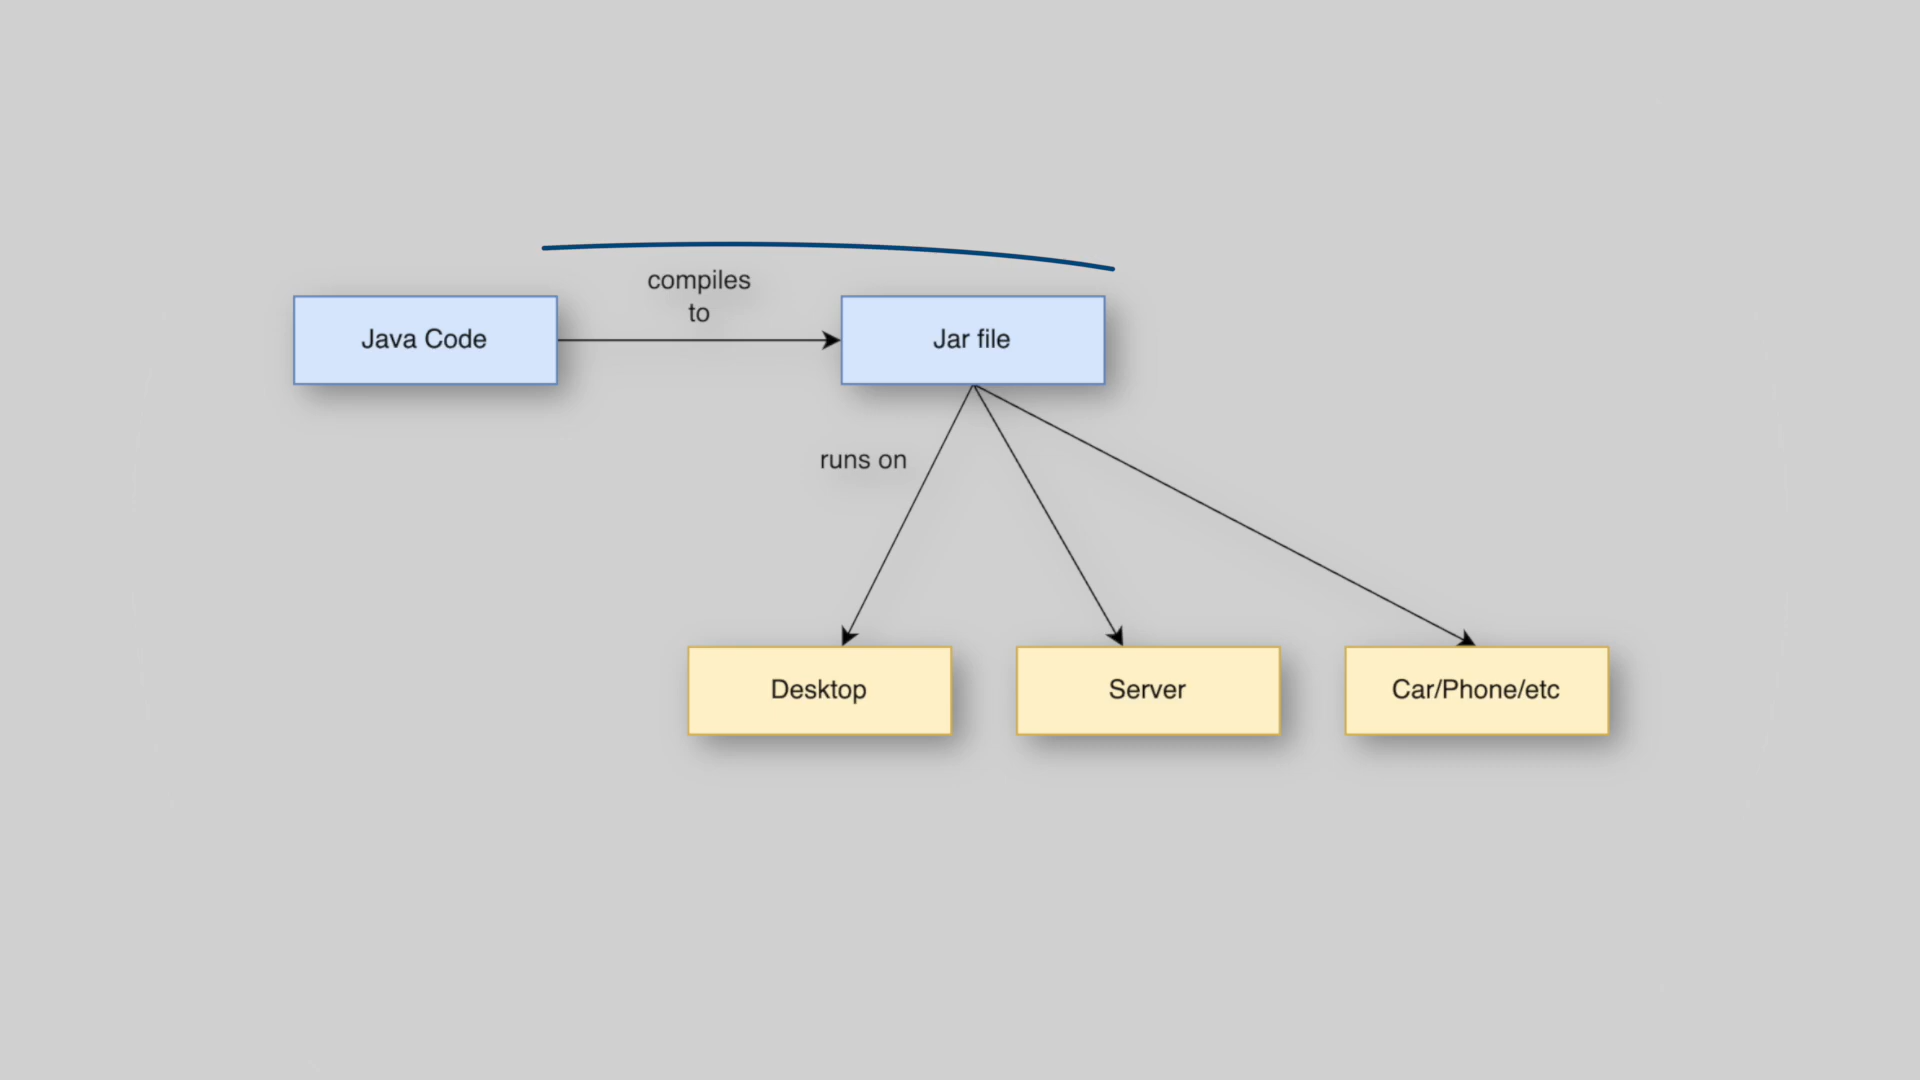 compiles
to
Java Code
Jar file
runs on
Desktop
Server
Car/Phone/etc